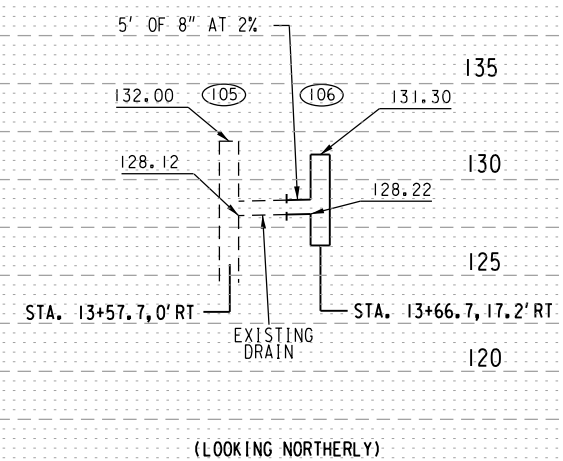 5' OF 8" AT 2%
135
132.00
105
106
131.30
130
128.12
128.22
125
STA. 13+57.7,0'RT
STA. 13+66.7,17.2'RT
EXISTING
DRAIN
120
(LOOKING NORTHERLY)